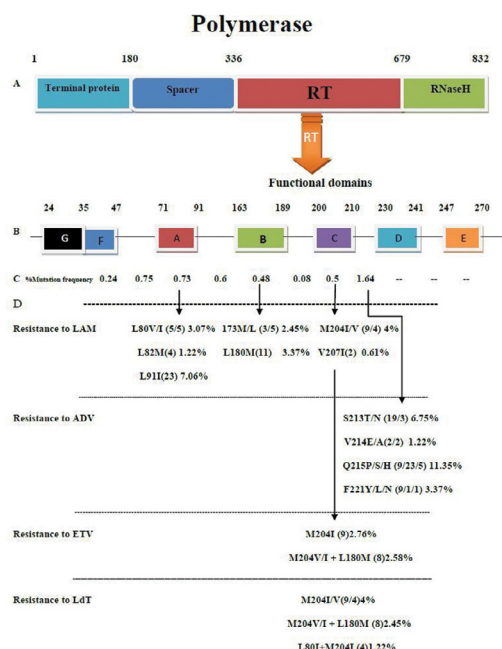 Polymerase
1 180 336 679 832
A Terminal protein Spacer RT RNaseH
RT
Functional domains
24 35 47 71 91 163 189 200 210 230 241 247 270
B G F A B C D E
C %Mutation frequency 0.24 0.75 0.73 0.6 0.48 0.08 0.5 1.64 -- -- --
D
Resistance to LAM L80V/I (5/5) 3.07% 173M/L (3/5) 2.45% M204I/V (9/4) 4%
L82M(4) 1.22% L180M(11) 3.37% V207I(2) 0.61%
L91I(23) 7.06%
Resistance to ADV S213T/N (19/3) 6.75%
V214E/A(2/2) 1.22%
Q215P/S/H (9/23/5) 11.35%
F221Y/L/N (9/1/1) 3.37%
Resistance to ETV M204I (9)2.76%
M204V/I + L180M (8)2.58%
Resistance to LdT M204I/V(9/4)4%
M204V/I + L180M (8)2.45%
L80I+M204I (4)1.22%